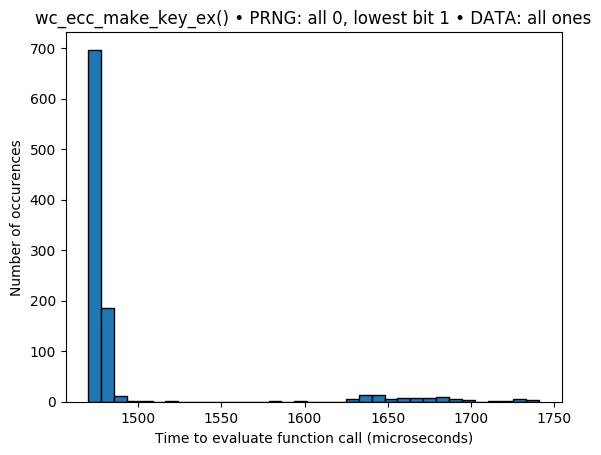 wc_ecc_make_key_ex() • PRNG: all 0, lowest bit 1 • DATA: all ones
700
600
500
400
300
200
100
0
Number of occurences
1500 1550 1600 1650 1700 1750
Time to evaluate function call (microseconds)